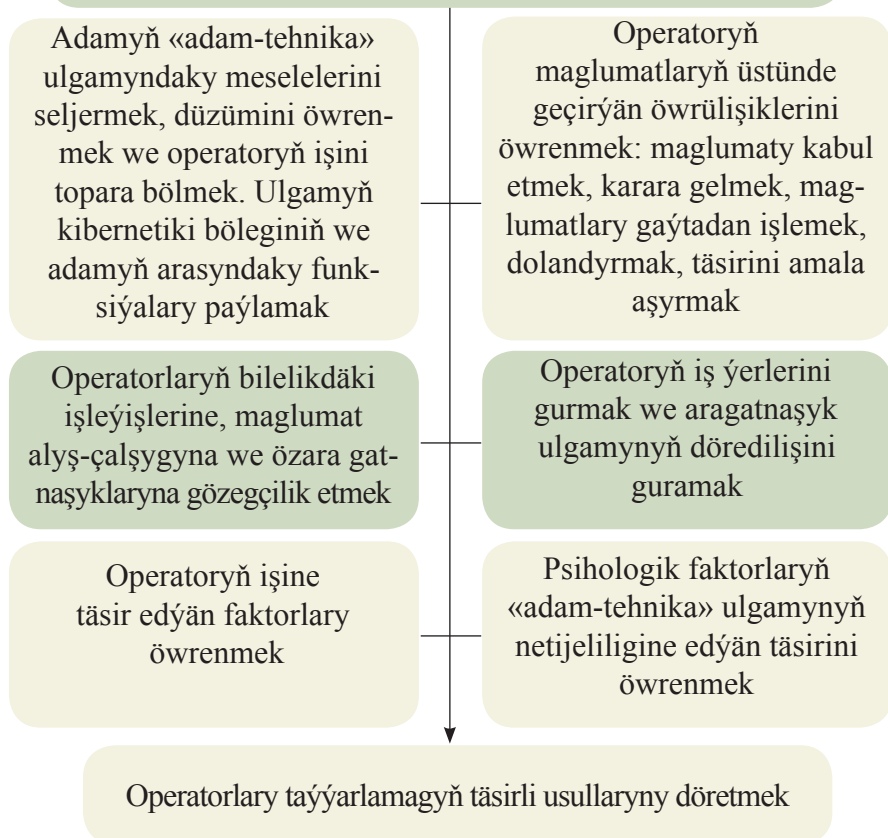 Adamyň «adam-tehnika»
ulgamyndaky meselelerini
seljermek, düzümini öwren-
mek we operatoryň işini
topara bölmek. Ulgamyň
kibernetiki böleginiň we
adamyň arasyndaky funk-
siýalary paýlamak
Operatoryň
maglumatlaryň üstünde
geçirýän öwrülişiklerini
öwrenmek: maglumaty kabul
etmek, karara gelmek, mag-
lumatlary gaýtadan işlemek,
dolandyrmak, täsirini amala
aşyrmak
Operatorlaryň bilelikdäki
işleýişlerine, maglumat
alyş-çalşygyna we özara gat-
naşyklaryna gözegçilik etmek
Operatoryň iş ýerlerini
gurmak we aragatnaşyk
ulgamynyň döredilişini
guramak
Operatoryň işine
täsir edýän faktorlary
öwrenmek
Psihologik faktorlaryň
«adam-tehnika» ulgamynyň
netijeliligine edýän täsirini
öwrenmek
Operatorlary taýýarlamagyň täsirli usullaryny döretmek